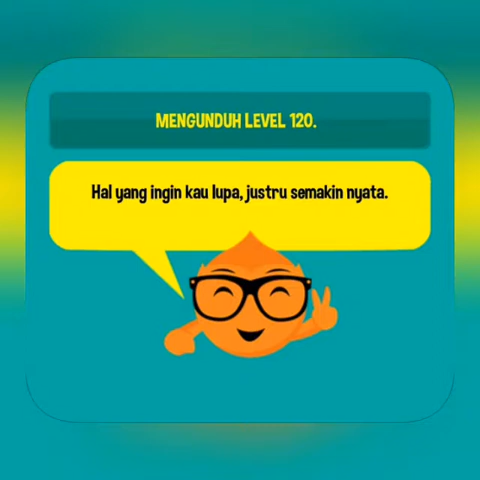 MENGUNDUH LEVEL 120.
Hal yang ingin kau lupa, justru semakin nyata.